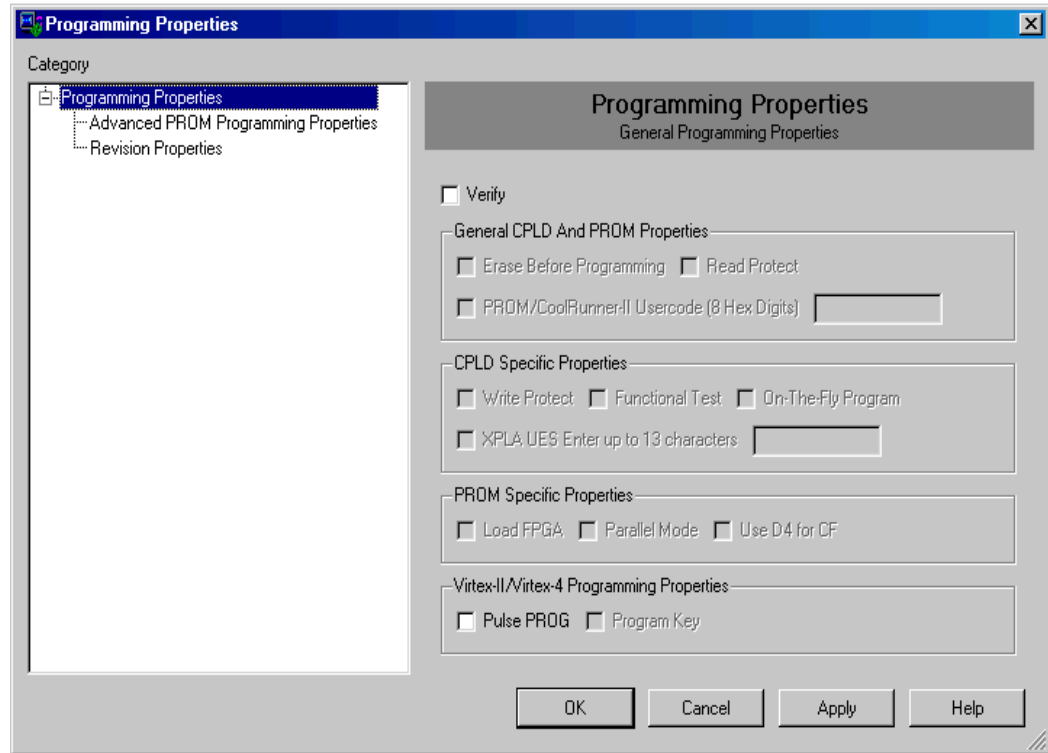 Programming Properties
Category
Programming Properties
Advanced PROM Programming Properties
Revision Properties
Programming Properties
General Programming Properties
Verify
General CPLD And PROM Properties
Erase Before Programming Read Protect
PROM/CoolRunner-II Usercode (8 Hex Digits)
CPLD Specific Properties
Write Protect Functional Test On-The-Fly Program
XPLA UES Enter up to 13 characters
PROM Specific Properties
Load FPGA Parallel Mode Use D4 for CF
Virtex-II/Virtex-4 Programming Properties
Pulse PROG Program Key
OK Cancel Apply Help